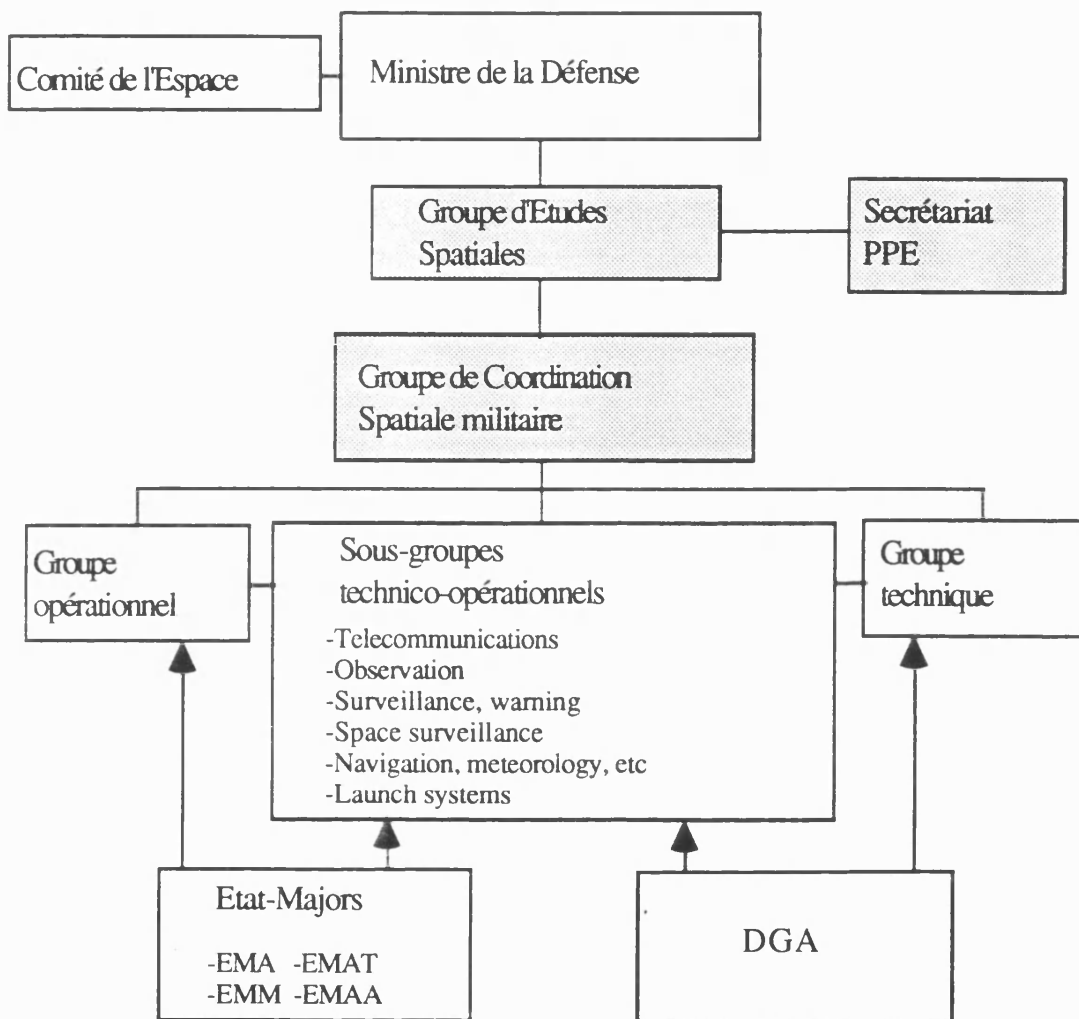 Comité de l'Espace
Ministre de la Défense
Groupe d'Etudes
Spatiales
Secrétariat
PPE
Groupe de Coordination
Spatiale militaire
Groupe
opérationnel
Sous-groupes
technico-opérationnels
-Telecommunications
-Observation
-Surveillance, warning
-Space surveillance
-Navigation, meteorology, etc
-Launch systems
Groupe
technique
Etat-Majors
-EMA -EMAT
-EMM -EMAA
DGA